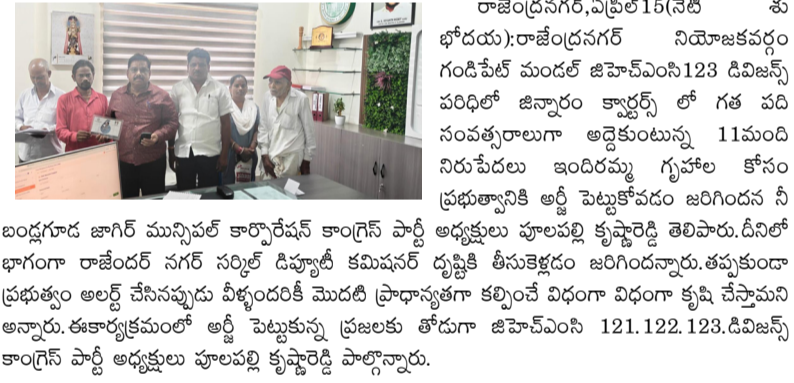 రాజేంద్రనగర్,ఏప్రిల్15(నేటి శు
భోదయ):రాజేంద్రనగర్ నియోజకవర్గం
గండిపేట్ మండల్ జిహెచ్ఎంసి123 డివిజన్స్
పరిధిలో జిన్నారం క్వార్టర్స్ లో గత పది
సంవత్సరాలుగా అద్దెకుంటున్న 11మంది
నిరుపేదలు ఇందిరమ్మ గృహాల కోసం
ప్రభుత్వానికి అర్జీ పెట్టుకోవడం జరిగిందన నీ
బండ్లగూడ జాగిర్ మున్సిపల్ కార్పొరేషన్ కాంగ్రెస్ పార్టీ అధ్యక్షులు పూలపల్లి కృష్ణారెడ్డి తెలిపారు.దీనిలో
భాగంగా రాజేందర్ నగర్ సర్కిల్ డిప్యూటీ కమిషనర్ దృష్టికి తీసుకెళ్లడం జరిగిందన్నారు.తప్పకుండా
ప్రభుత్వం అలర్ట్ చేసినప్పుడు వీళ్ళందరికీ మొదటి ప్రాధాన్యతగా కల్పించే విధంగా విధంగా కృషి చేస్తామని
అన్నారు.ఈకార్యక్రమంలో అర్జీ పెట్టుకున్న ప్రజలకు తోడుగా జిహెచ్ఎంసి 121.122.123.డివిజన్స్
కాంగ్రెస్ పార్టీ అధ్యక్షులు పూలపల్లి కృష్ణారెడ్డి పాల్గొన్నారు.